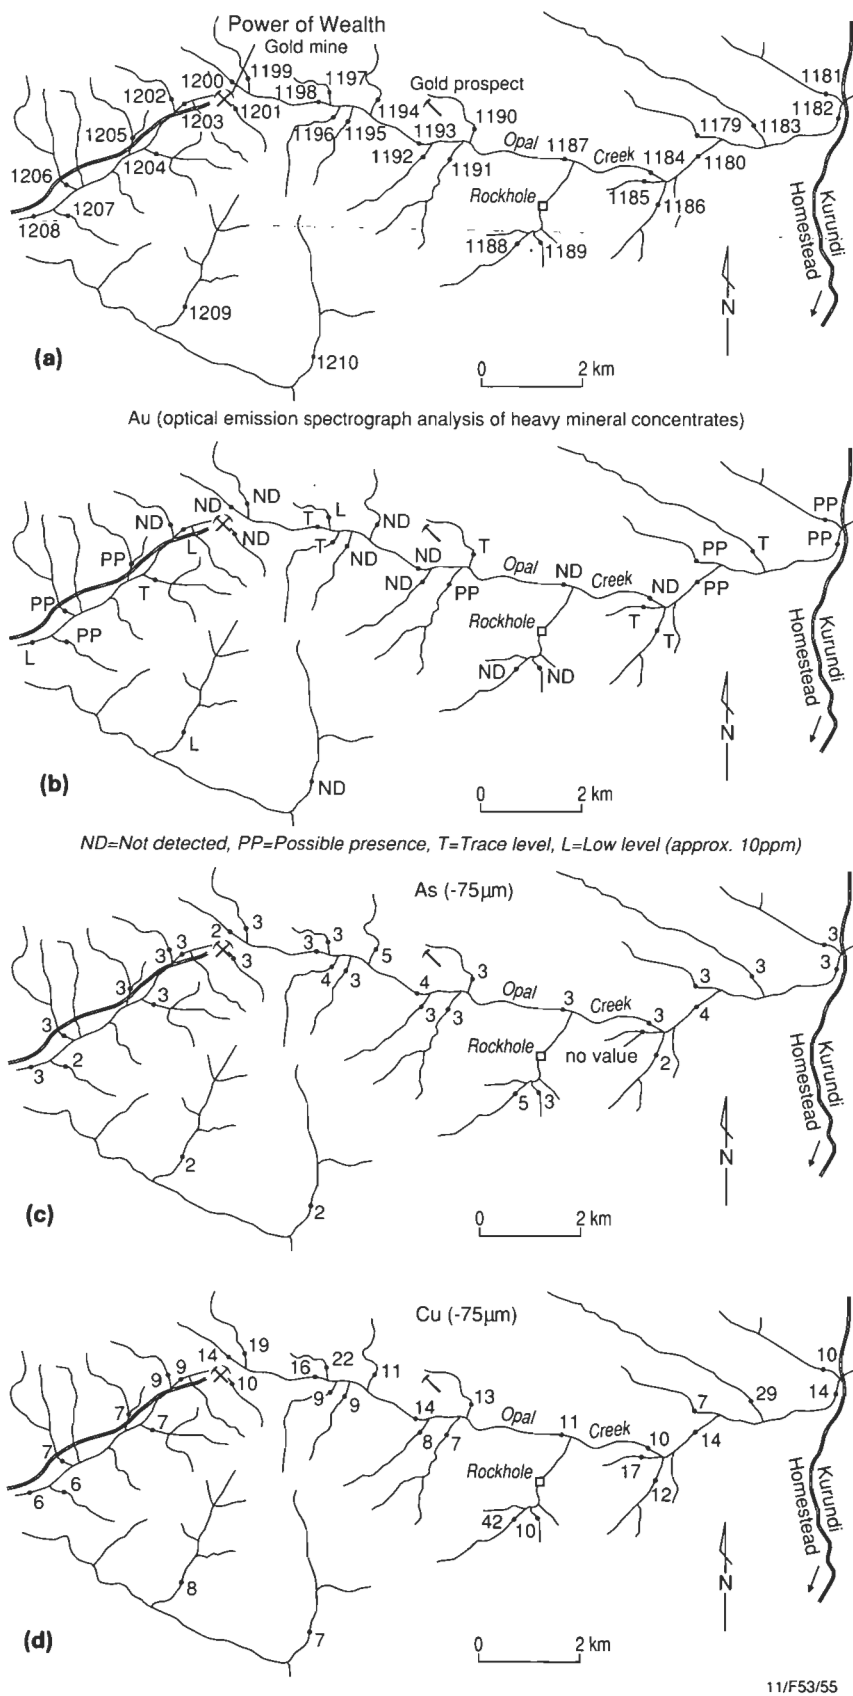 Power of Wealth
Gold mine
1200
1199
1198
1197
Gold prospect
1202
1201
1203
1205
1204
1206
1207
1208
1196
1195
1194
1193
1192
1190
1191
Opal
1187
Creek
1184
1185
1186
1179
1180
1183
1181
1182
Rockhole
1188
1189
1209
1210
Kurundi
Homestead
N
0 2 km
(a)
Au (optical emission spectrograph analysis of heavy mineral concentrates)
ND
ND
ND
ND
L
PP
T
PP
PP
L
T
L
T
ND
ND
ND
ND
T
PP
Opal
ND
Creek
ND
T
T
PP
PP
T
PP
PP
Rockhole
ND
ND
L
ND
Kurundi
Homestead
N
0 2 km
(b)
ND=Not detected, PP=Possible presence, T=Trace level, L=Low level (approx. 10ppm)
As (-75µm)
2
3
3
3
3
3
3
3
2
3
3
3
4
3
5
4
3
3
3
Opal
3
Creek
3
no value
2
4
3
3
3
3
Rockhole
5
3
2
2
Kurundi
Homestead
N
0 2 km
(c)
Cu (-75µm)
14
19
9
9
10
7
7
7
6
6
16
22
9
9
11
14
8
7
13
Opal
11
Creek
10
17
12
14
7
29
10
14
Rockhole
42
10
8
7
Kurundi
Homestead
N
0 2 km
(d)
11/F53/55